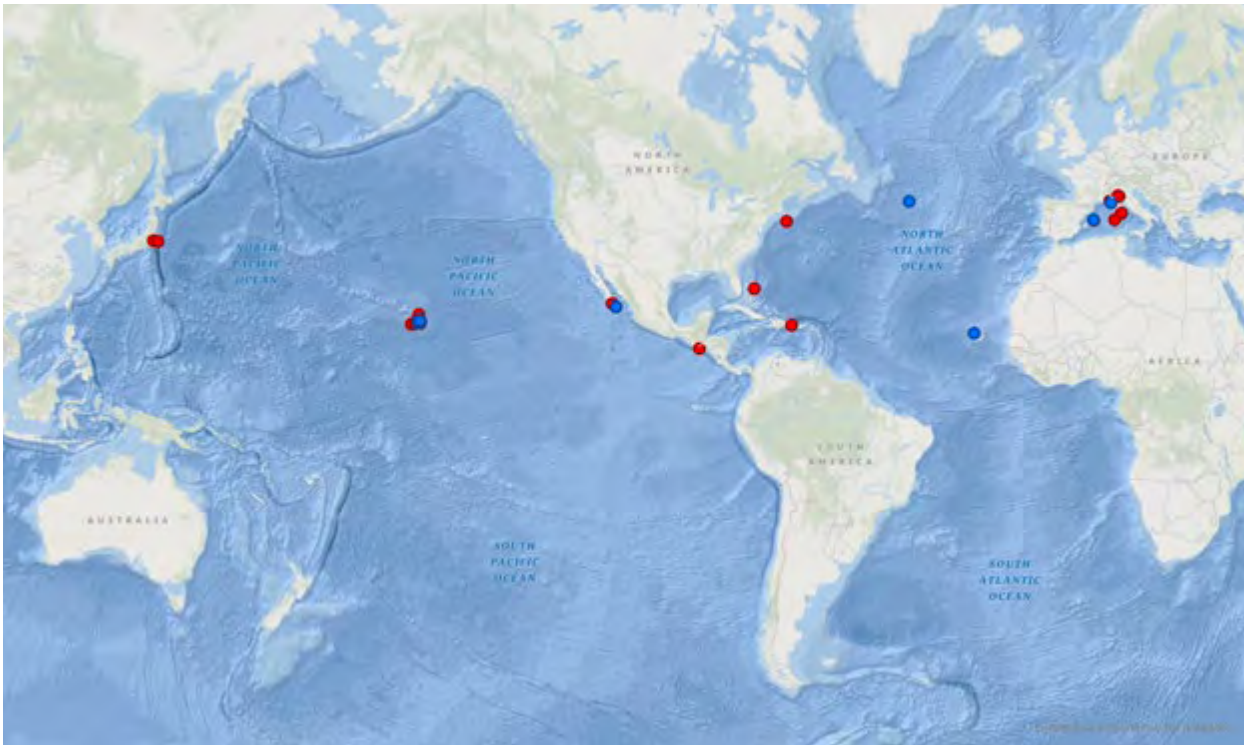 NORTH
AMERICA
EUROPE
NORTH
PACIFIC
OCEAN
NORTH
PACIFIC
OCEAN
NORTH
ATLANTIC
OCEAN
AFRICA
SOUTH
AMERICA
AUSTRALIA
SOUTH
PACIFIC
OCEAN
SOUTH
ATLANTIC
OCEAN